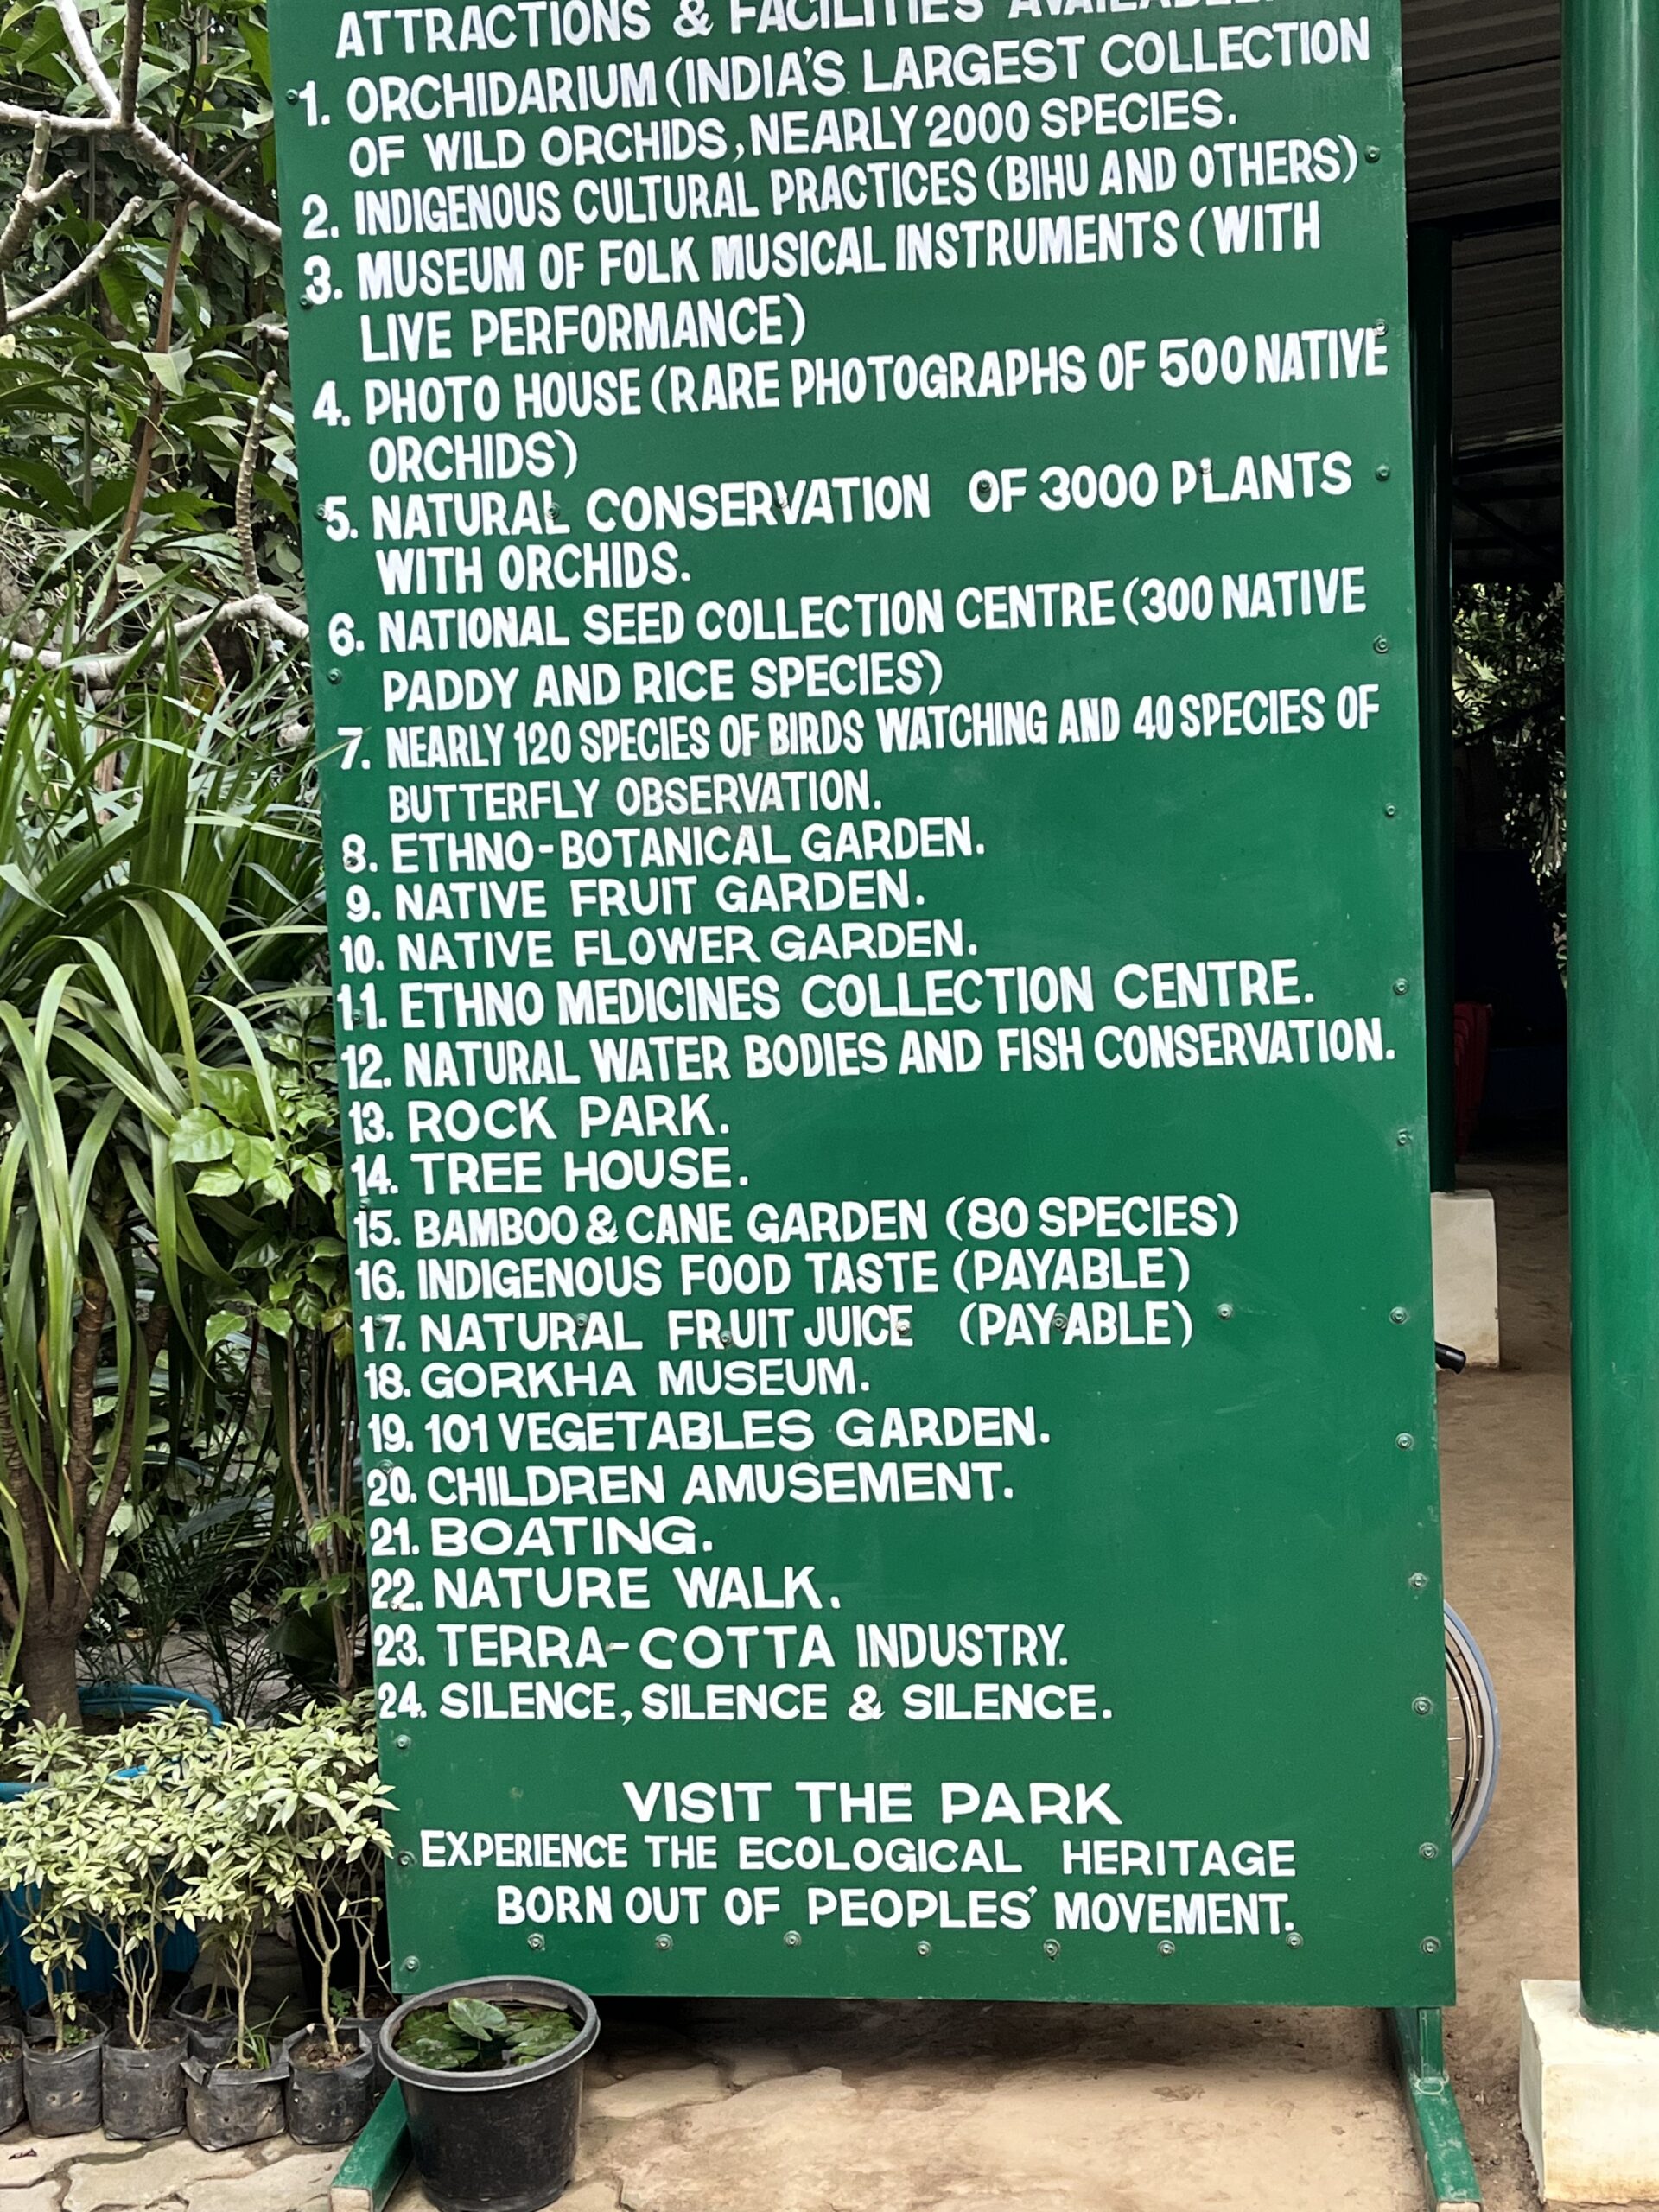 ATTRACTIONS & FACILITIES AVAILABLE
1. ORCHIDARIUM (INDIA'S LARGEST COLLECTION
OF WILD ORCHIDS, NEARLY 2000 SPECIES.
2. INDIGENOUS CULTURAL PRACTICES (BIHU AND OTHERS)
3. MUSEUM OF FOLK MUSICAL INSTRUMENTS (WITH
LIVE PERFORMANCE)
4. PHOTO HOUSE (RARE PHOTOGRAPHS OF 500 NATIVE
ORCHIDS)
5. NATURAL CONSERVATION OF 3000 PLANTS
WITH ORCHIDS.
6. NATIONAL SEED COLLECTION CENTRE (300 NATIVE
PADDY AND RICE SPECIES)
7. NEARLY 120 SPECIES OF BIRDS WATCHING AND 40 SPECIES OF
BUTTERFLY OBSERVATION.
8. ETHNO-BOTANICAL GARDEN.
9. NATIVE FRUIT GARDEN.
10. NATIVE FLOWER GARDEN.
11. ETHNO MEDICINES COLLECTION CENTRE.
12. NATURAL WATER BODIES AND FISH CONSERVATION.
13. ROCK PARK.
14. TREE HOUSE.
15. BAMBOO & CANE GARDEN (80 SPECIES)
16. INDIGENOUS FOOD TASTE (PAYABLE)
17. NATURAL FRUIT JUICE (PAYABLE)
18. GORKHA MUSEUM.
19. 101 VEGETABLES GARDEN.
20. CHILDREN AMUSEMENT.
21. BOATING.
22. NATURE WALK.
23. TERRA-COTTA INDUSTRY.
24. SILENCE, SILENCE & SILENCE.
VISIT THE PARK
EXPERIENCE THE ECOLOGICAL HERITAGE
BORN OUT OF PEOPLES' MOVEMENT.